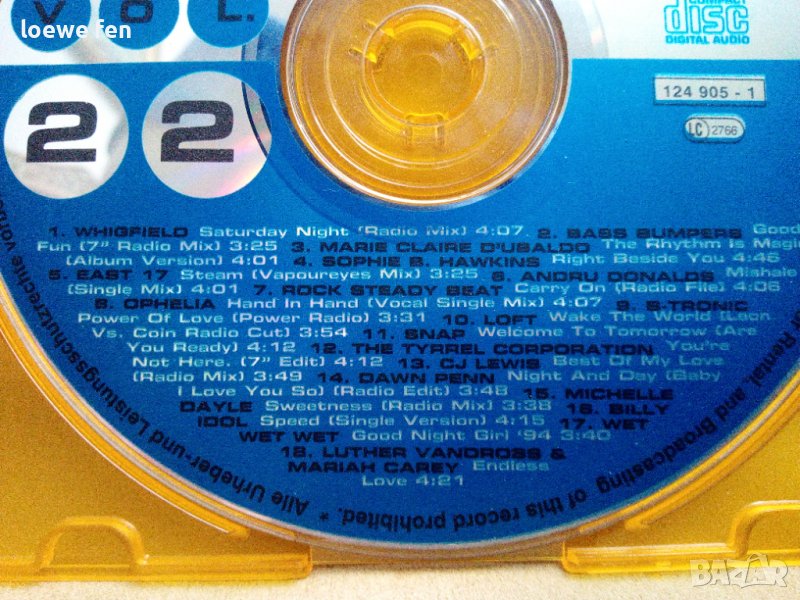 loewe fen
VOL.
COMPACT
disc
DIGITAL AUDIO
22
124 905 - 1
LC 2766
1. WHIGFIELD Saturday Night (Radio Mix) 4:07. 2. BASS BUMPERS Good
Fun (7" Radio Mix) 3:25 3. MARIE CLAIRE D'UBALDO The Rhythm is Magic
(Album Version) 4:01 4. SOPHIE B. HAWKINS Right Beside You 4:46
5. EAST 17 Steam (Vapoureyes Mix) 3:25 6. ANDRU DONALDS Mishale
(Single Mix) 4:01 7. ROCK STEADY BEAT Carry On (Radio File) 4:06
8. OPHELIA Hand In Hand (Vocal Single Mix) 4:07 9. S-TRONIC
Power Of Love (Power Radio) 3:31 10. LOFT Wake The World (Leon
Vs. Coin Radio Cut) 3:54 11. SNAP Welcome To Tomorrow (Are
You Ready) 4:12 12. THE TYRREL CORPORATION You're
Not Here. (7" Edit) 4:12 13. CJ LEWIS Best Of My Love
(Radio Mix) 3:49 14. DAWN PENN Night And Day (Baby
I Love You So) (Radio Edit) 3:48 15. MICHELLE
DAYLE Sweetness (Radio Mix) 3:38 16. BILLY
IDOL Speed (Single Version) 4:15 17. WET
WET WET Good Night Girl '94 3:40
18. LUTHER VANDROSS &
MARIAH CAREY Endless
Love 4:21
* Alle Urheber-und Leistungsschutzrechte
Rental, and Broadcasting of this record prohibited.
BAZAR